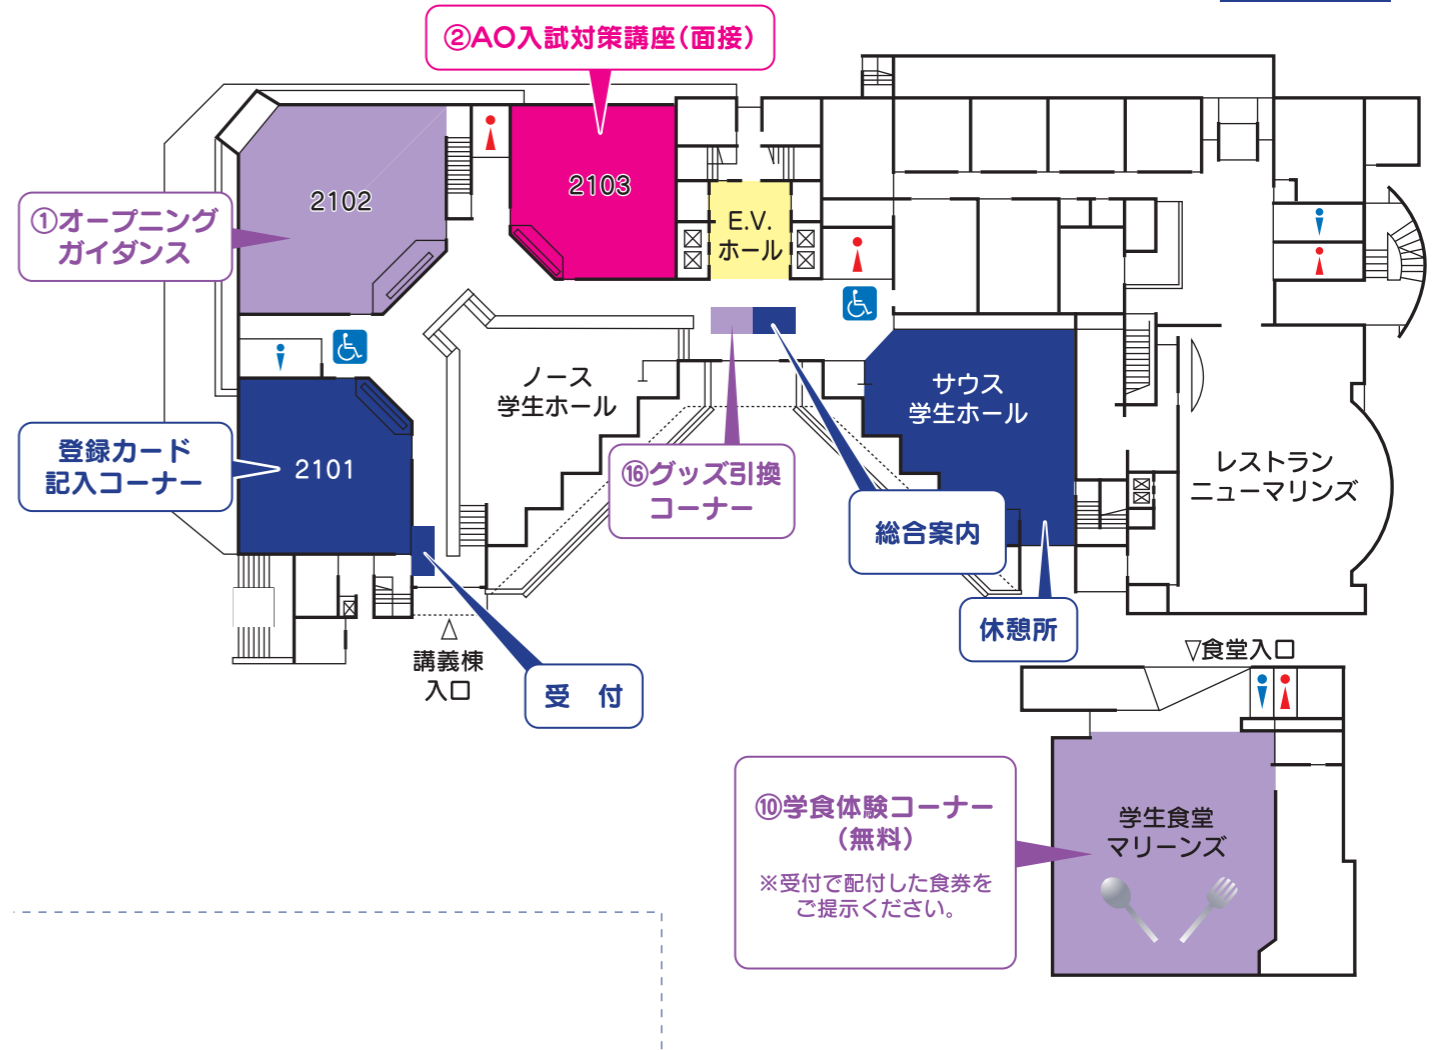 ②AO入試対策講座(面接)
2102
2103
①オープニング
ガイダンス
E.V.
ホール
ノース
学生ホール
サウス
学生ホール
登録カード
記入コーナー
2101
⑯グッズ引換
コーナー
総合案内
レストラン
ニューマリンズ
休憩所
講義棟
入口
受 付
▽食堂入口
⑩学食体験コーナー
(無料)
※受付で配付した食券を
ご提示ください。
学生食堂
マリーンズ